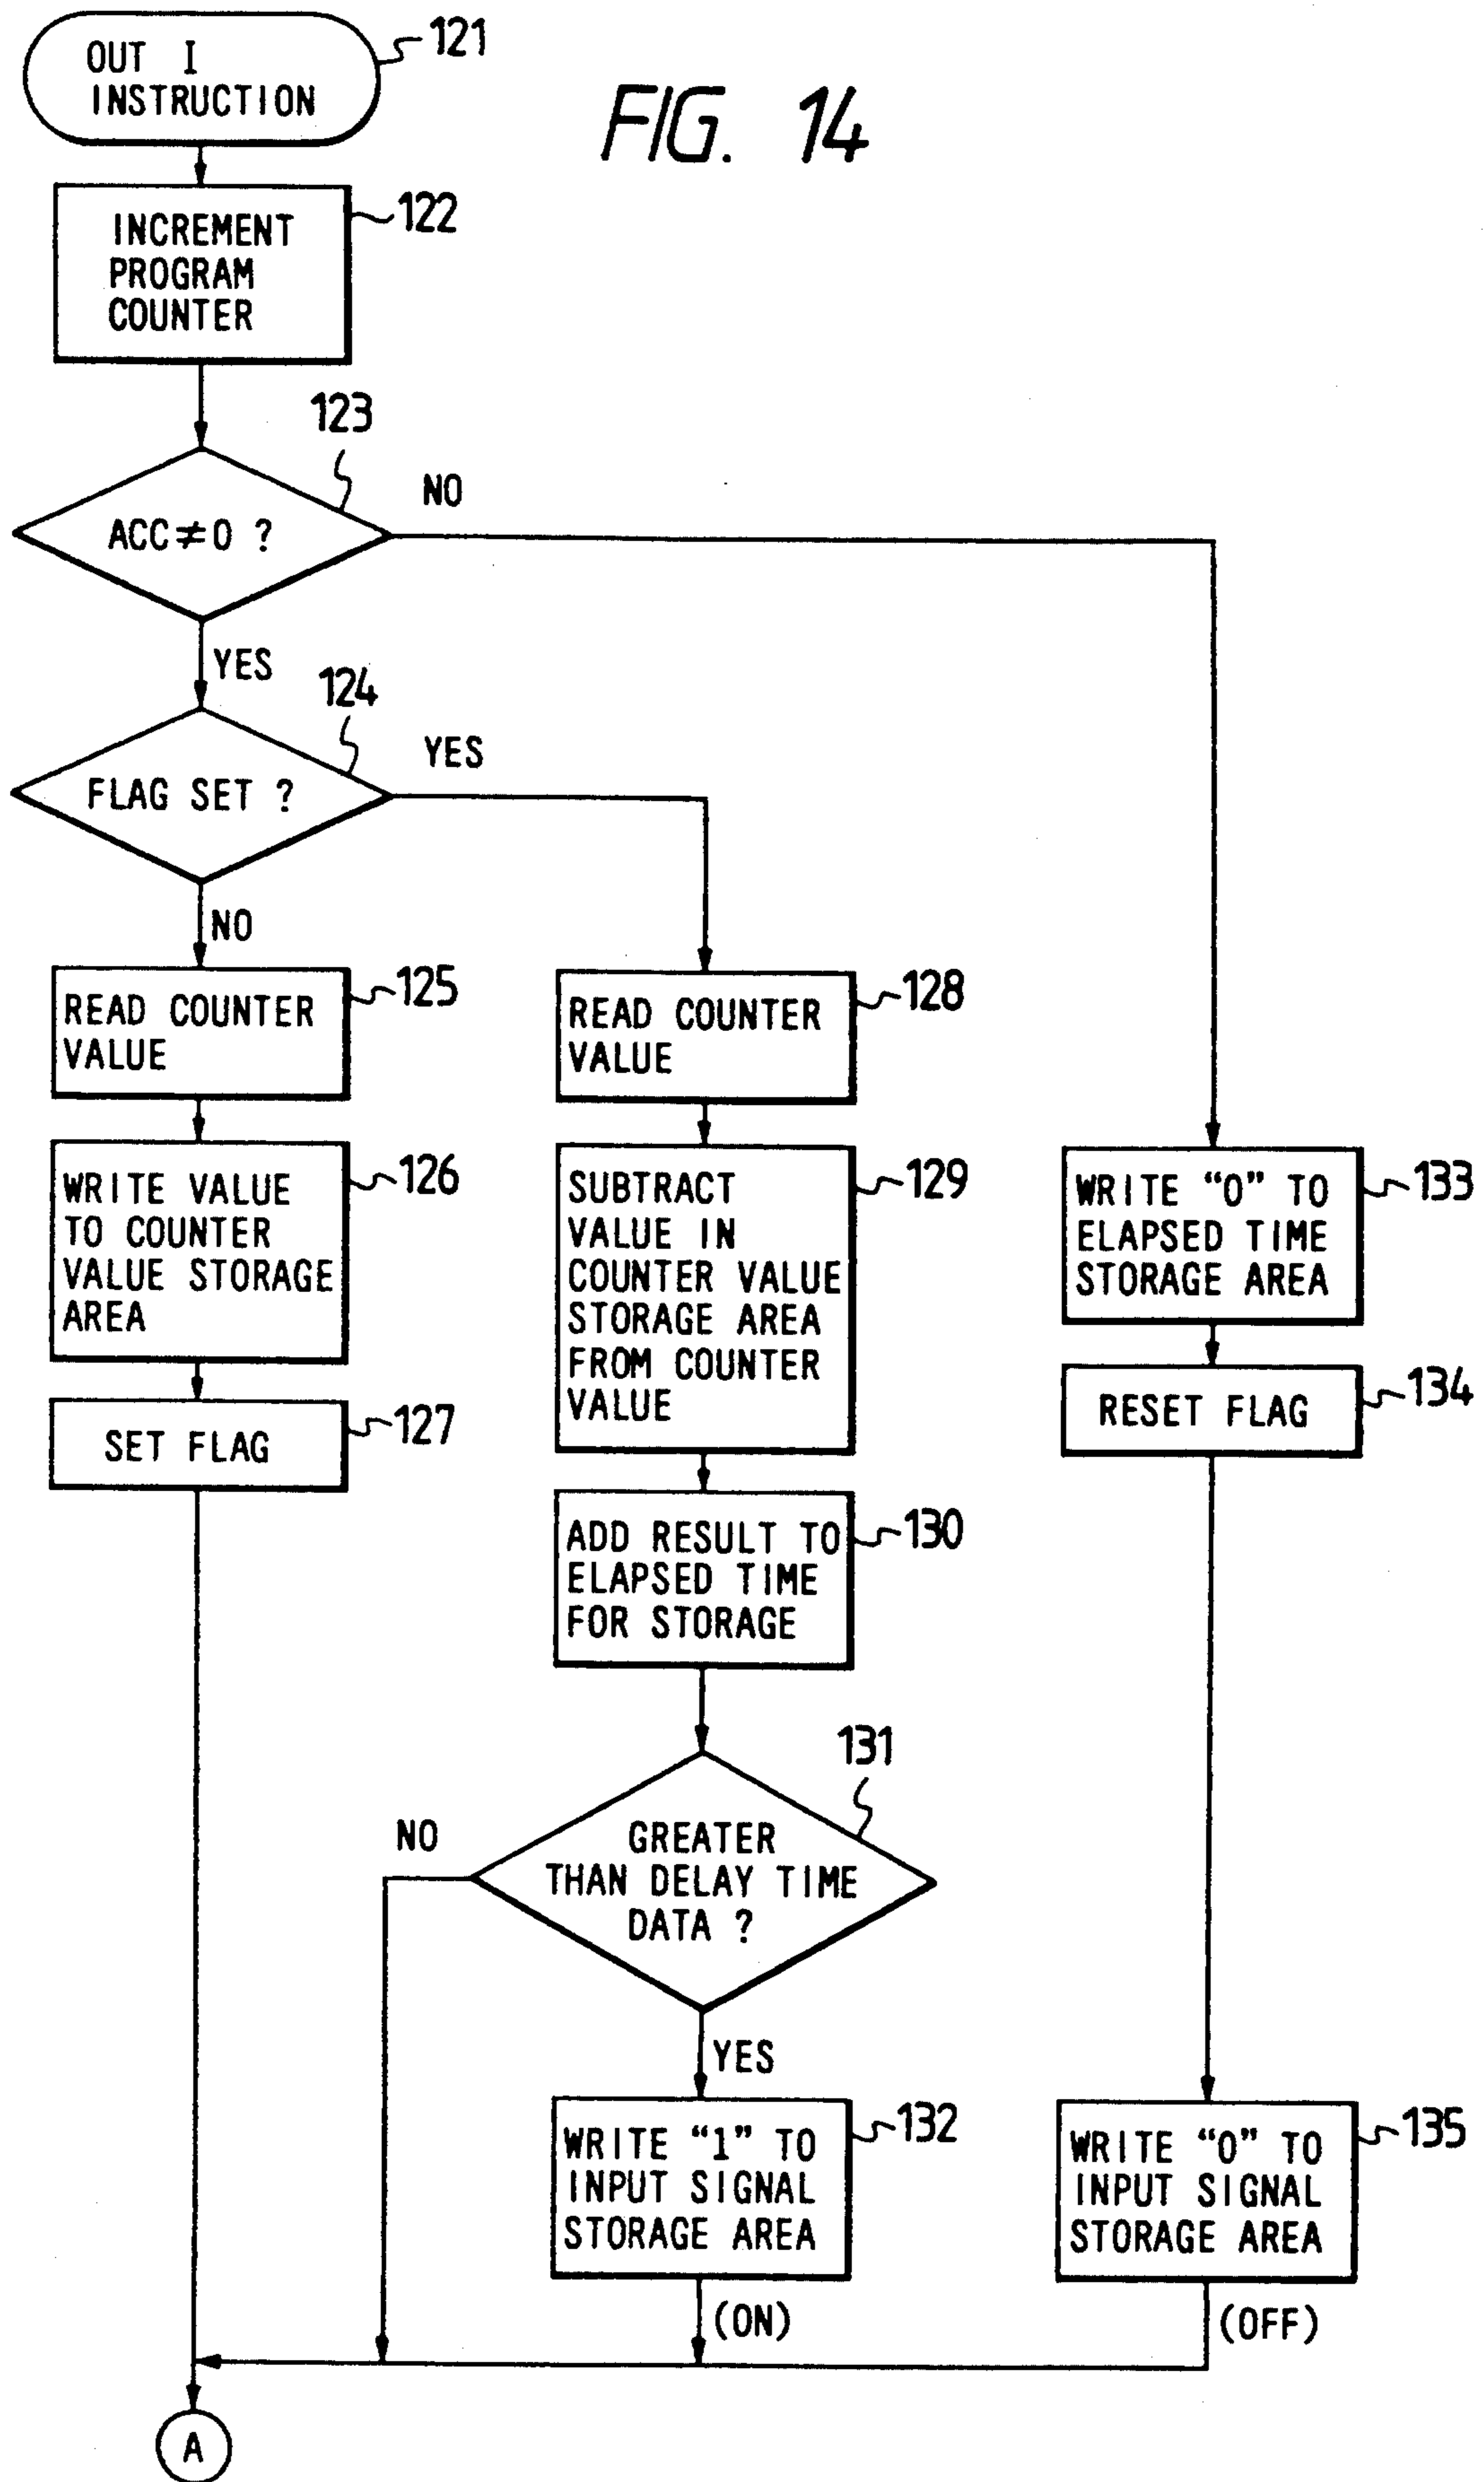 FIG. 14
OUT I
INSTRUCTION
121
INCREMENT
PROGRAM
COUNTER
122
123
ACC≠0 ?
NO
YES
124
FLAG SET ?
YES
NO
READ COUNTER
VALUE
125
WRITE VALUE
TO COUNTER
VALUE STORAGE
AREA
126
SET FLAG
127
READ COUNTER
VALUE
128
SUBTRACT
VALUE IN
COUNTER VALUE
STORAGE AREA
FROM COUNTER
VALUE
129
ADD RESULT TO
ELAPSED TIME
FOR STORAGE
130
131
GREATER
THAN DELAY TIME
DATA ?
NO
YES
WRITE “1” TO
INPUT SIGNAL
STORAGE AREA
132
(ON)
WRITE “0” TO
ELAPSED TIME
STORAGE AREA
133
RESET FLAG
134
WRITE “0” TO
INPUT SIGNAL
STORAGE AREA
135
(OFF)
A